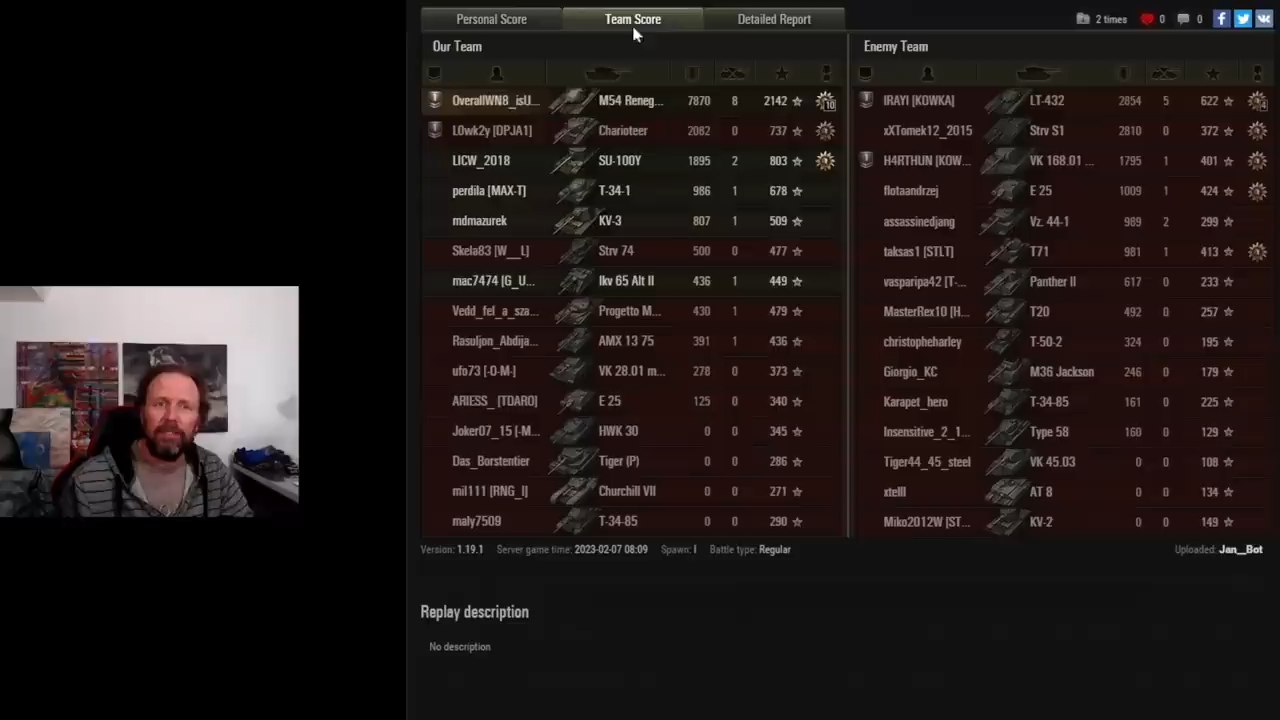 Personal Score Team Score Detailed Report 2 times 0 0
Our Team Enemy Team
OverallWN8_isU... M54 Reneg... 7870 8 2142 10 IRAYI [KOWKA] LT-432 2854 5 622 4
L0wk2y [DPJA1] Charioteer 2082 0 737 xXTomek12_2015 Strv S1 2810 0 372
LICW_2018 SU-100Y 1895 2 803 H4RTHUN [KOW... VK 168.01 ... 1795 1 401
perdila [MAX-T] T-34-1 986 1 678 flotaandrzej E 25 1009 1 424
mdmazurek KV-3 807 1 509 assassinedjang Vz. 44-1 989 2 299
Skela83 [W__L] Strv 74 500 0 477 taksas1 [STLT] T71 981 1 413
mac7474 [G_U... Ikv 65 Alt II 436 1 449 vasparipa42 [T-... Panther II 617 0 233
Vedd_fel_a_sza... Progetto M... 430 1 479 MasterRex10 [H... T20 492 0 257
Rasuljon_Abdija... AMX 13 75 391 1 436 christopheharley T-50-2 324 0 195
ufo73 [-O-M-] VK 28.01 m... 278 0 373 Giorgio_KC M36 Jackson 246 0 179
ARIESS_ [TDARO] E 25 125 0 340 Karapet_hero T-34-85 161 0 225
Joker07_15 [-M... HWK 30 0 0 345 Insensitive_2_1... Type 58 160 0 129
Das_Borstentier Tiger (P) 0 0 286 Tiger44_45_steel VK 45.03 0 0 108
mil111 [RNG_I] Churchill VII 0 0 271 xtelll AT 8 0 0 134
maly7509 T-34-85 0 0 290 Miko2012W [ST... KV-2 0 0 149
Version: 1.19.1 Server game time: 2023-02-07 08:09 Spawn: I Battle type: Regular Uploaded: Jan__Bot
Replay description
No description